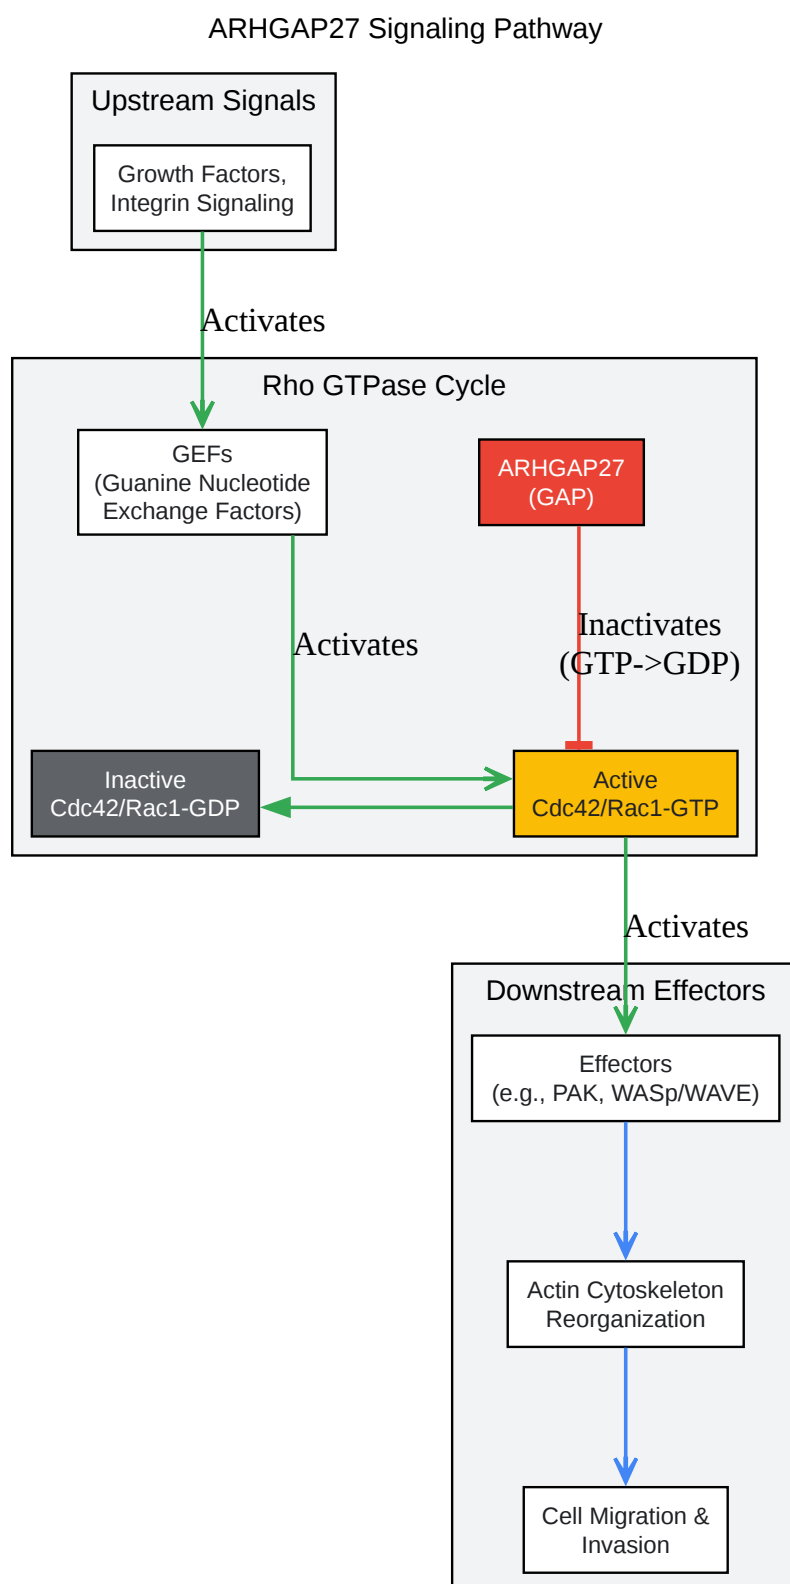 ARHGAP27 Signaling Pathway
Upstream Signals
Growth Factors,
Integrin Signaling
Activates
Rho GTPase Cycle
GEFs
(Guanine Nucleotide
Exchange Factors)
ARHGAP27
(GAP)
Activates
Inactivates
(GTP->GDP)
Inactive
Cdc42/Rac1-GDP
Active
Cdc42/Rac1-GTP
Activates
Downstream Effectors
Effectors
(e.g., PAK, WASp/WAVE)
Actin Cytoskeleton
Reorganization
Cell Migration &
Invasion